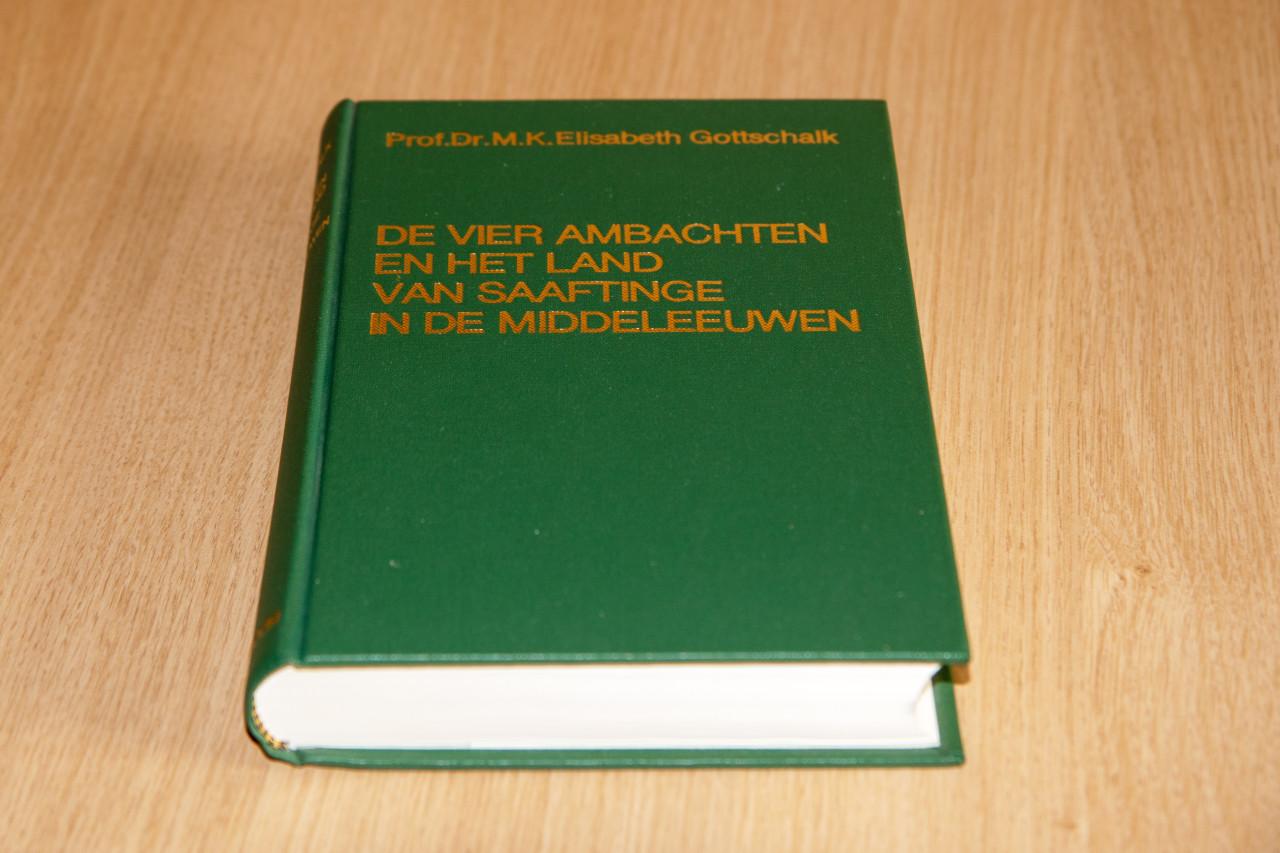 Prof.Dr.M.K.Elisabeth Gottschalk
DE VIER AMBACHTEN
EN HET LAND
VAN SAAFTINGE
IN DE MIDDELEEUWEN